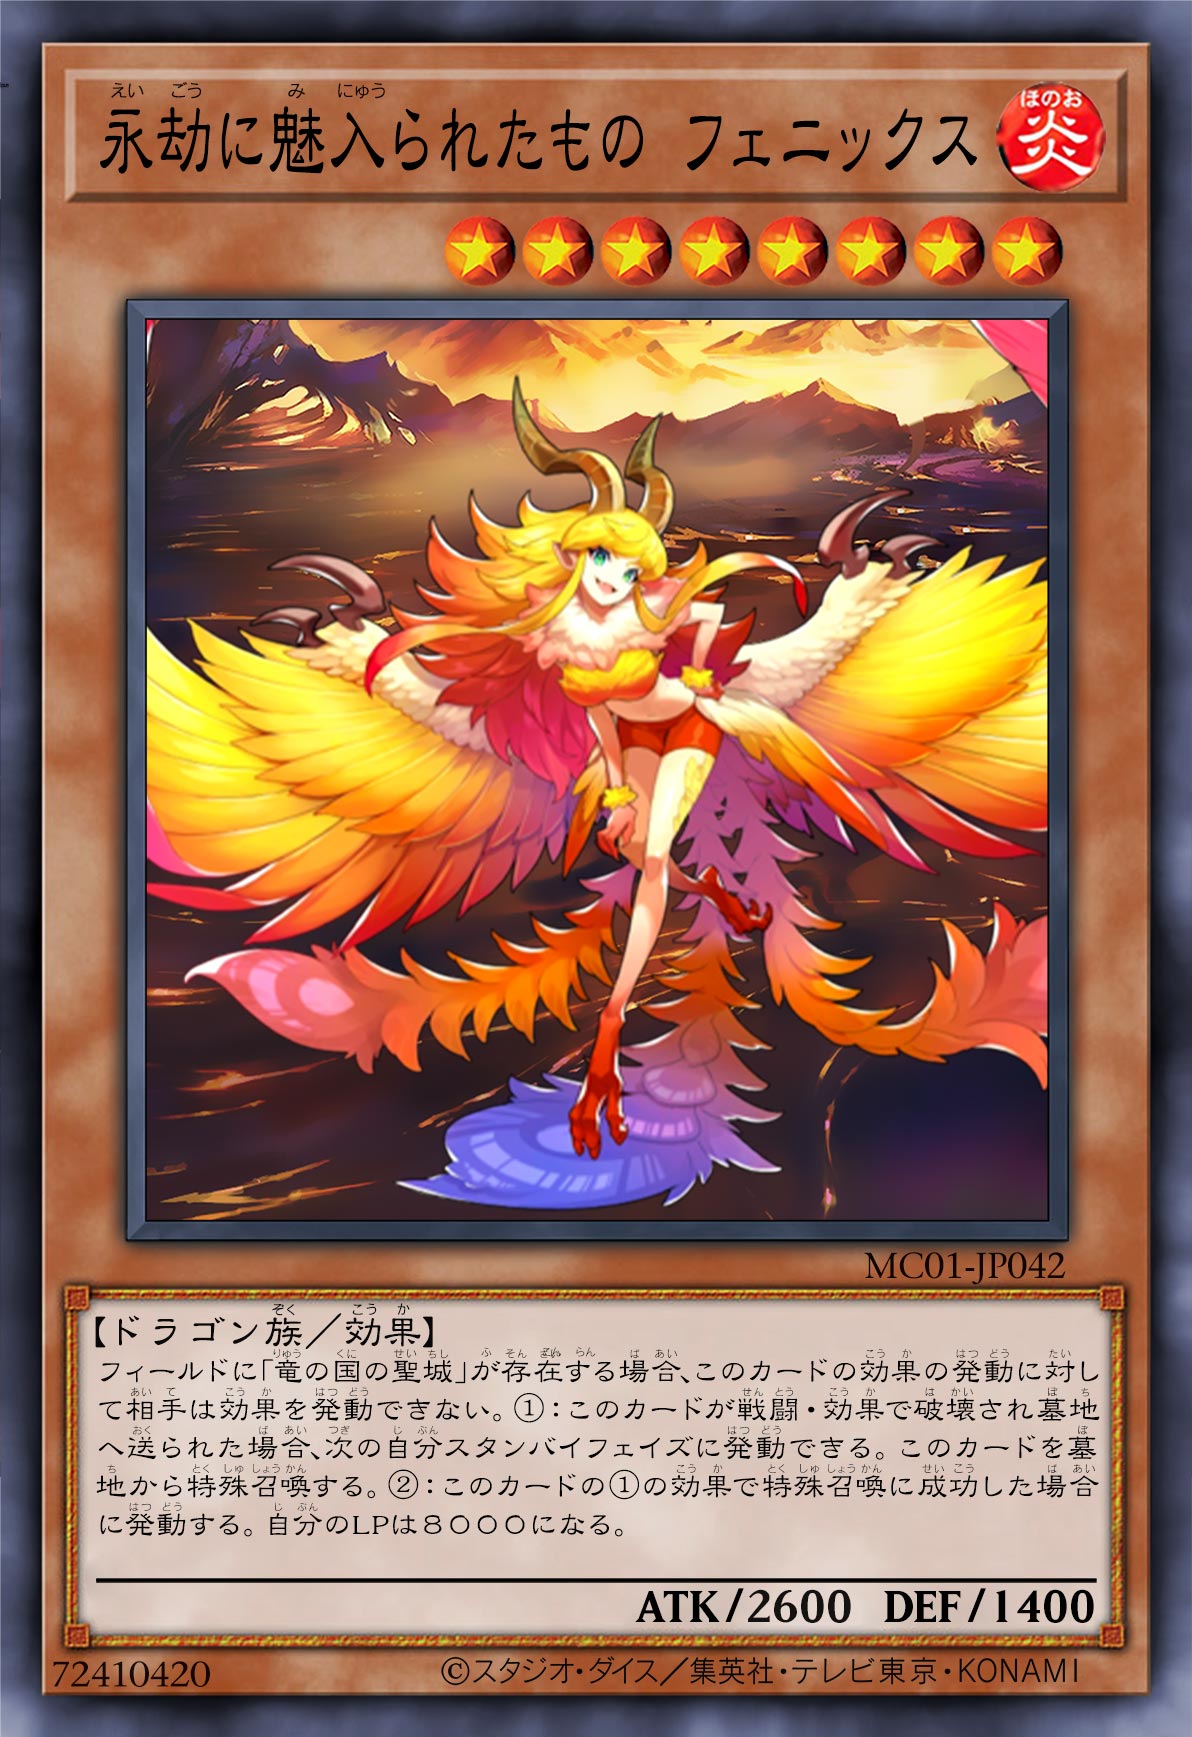 永劫に魅入られたもの フェニックス
ほのお
炎
MC01-JP042
【ドラゴン族／効果】
フィールドに「竜の国の聖城」が存在する場合、このカードの効果の発動に対し
て相手は効果を発動できない。①：このカードが戦闘・効果で破壊され墓地
へ送られた場合、次の自分スタンバイフェイズに発動できる。このカードを墓
地から特殊召喚する。②：このカードの①の効果で特殊召喚に成功した場合
に発動する。自分のLPは8000になる。
ATK/2600 DEF/1400
72410420
©スタジオ・ダイス／集英社・テレビ東京・KONAMI